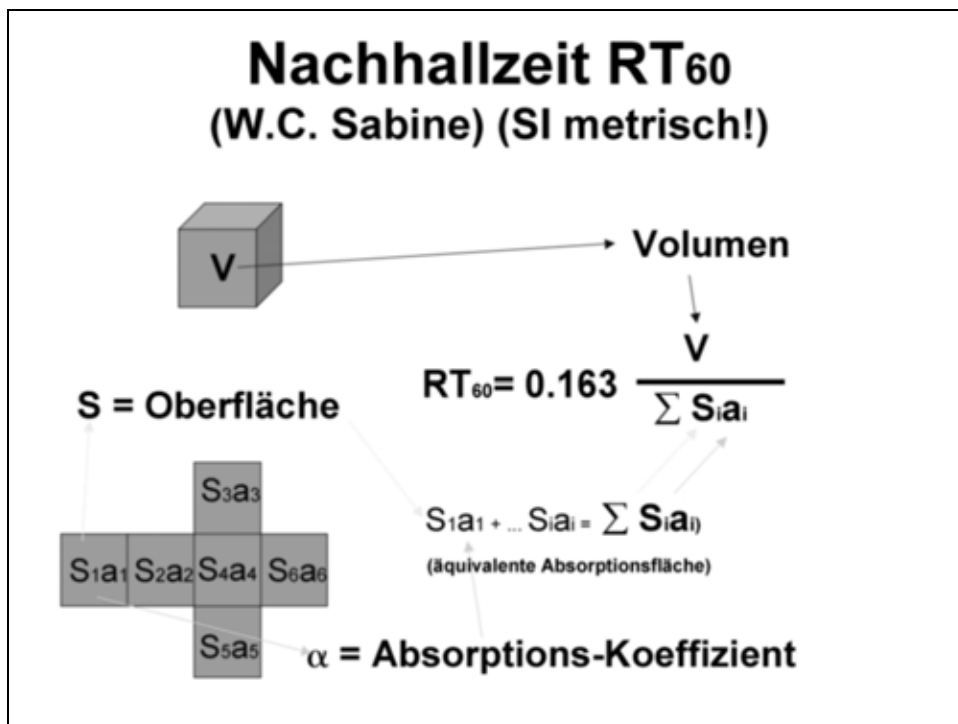 Nachhallzeit RT₆₀
(W.C. Sabine) (SI metrisch!)
V
Volumen
V
RT₆₀= 0.163
∑ Sᵢaᵢ
S = Oberfläche
S₃a₃
S₁a₁ + ... Sᵢaᵢ = ∑ Sᵢaᵢ)
(äquivalente Absorptionsfläche)
S₁a₁ S₂a₂ S₄a₄ S₆a₆
S₅a₅
α = Absorptions-Koeffizient